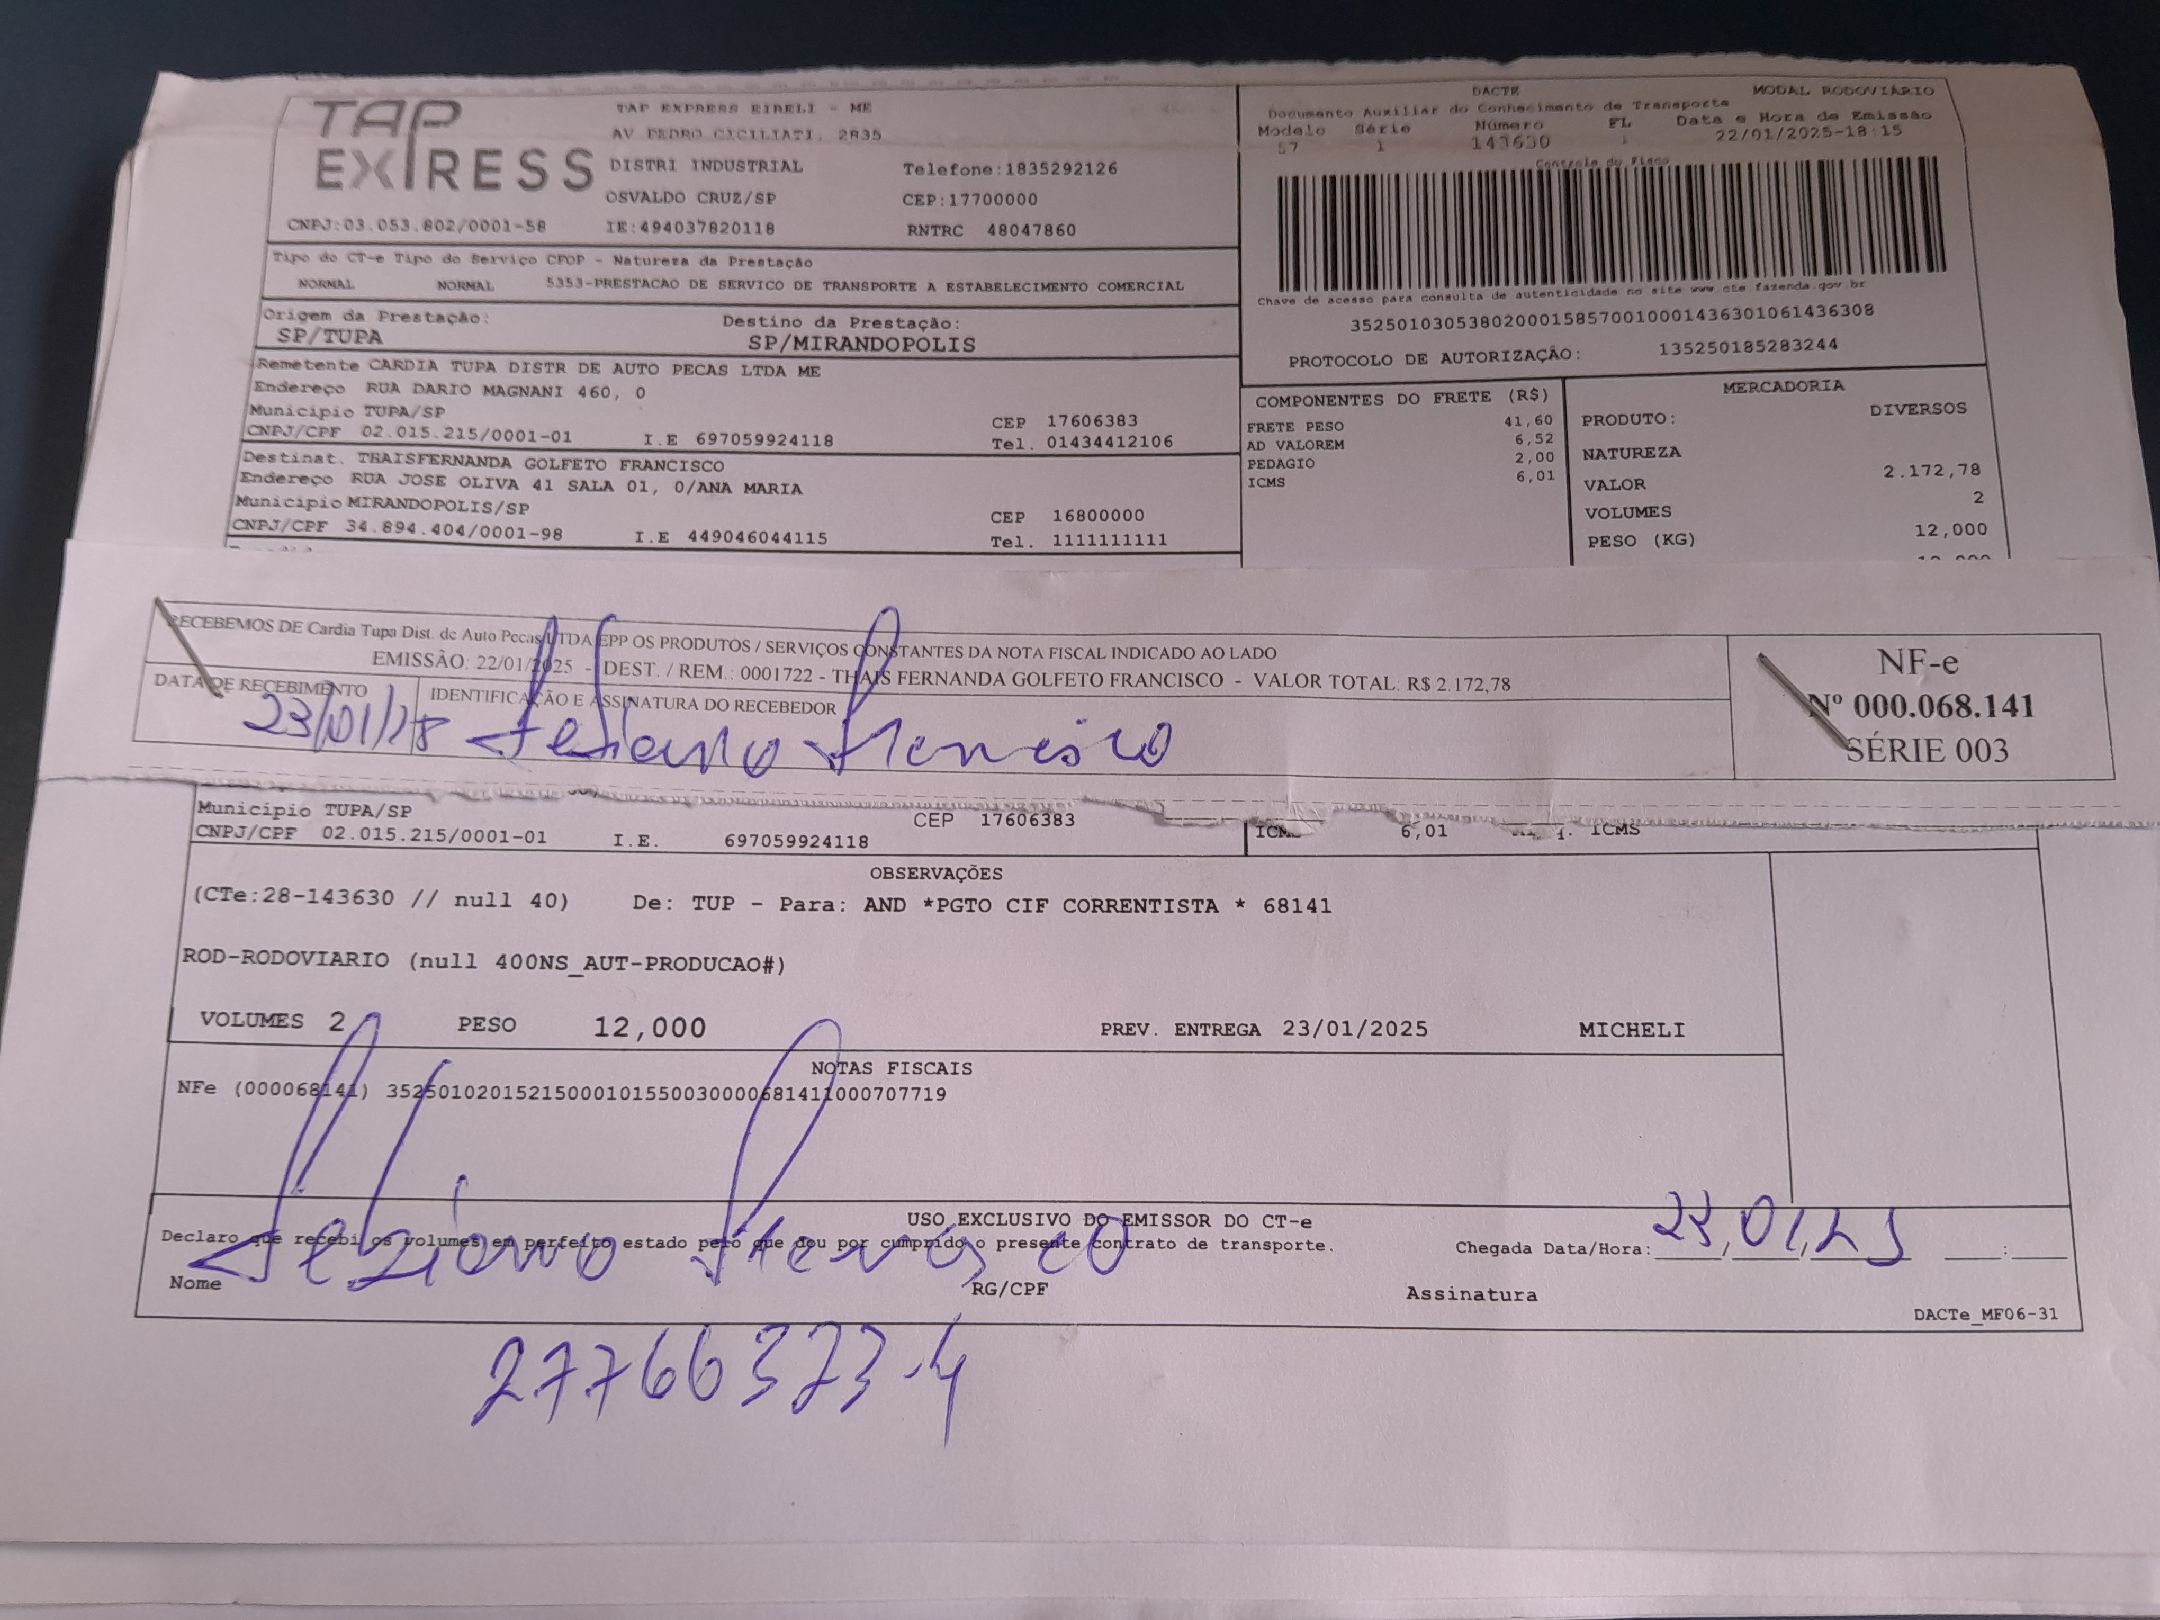 TAP EXPRESS
TAP EXPRESS EIRELI - ME
AV PEDRO CICILIATI, 2835
DISTRI INDUSTRIAL Telefone:1835292126
OSVALDO CRUZ/SP CEP:17700000
CNPJ:03.053.802/0001-58 IE:494037820118 RNTRC 48047860
Tipo do CT-e Tipo do Serviço CFOP - Natureza da Prestação
NORMAL NORMAL 5353-PRESTACAO DE SERVICO DE TRANSPORTE A ESTABELECIMENTO COMERCIAL
Origem da Prestação: Destino da Prestação:
SP/TUPA SP/MIRANDOPOLIS
Remetente CARDIA TUPA DISTR DE AUTO PECAS LTDA ME
Endereço RUA DARIO MAGNANI 460, 0
Municipio TUPA/SP CEP 17606383
CNPJ/CPF 02.015.215/0001-01 I.E 697059924118 Tel. 01434412106
Destinat. THAISFERNANDA GOLFETO FRANCISCO
Endereço RUA JOSE OLIVA 41 SALA 01, 0/ANA MARIA
Municipio MIRANDOPOLIS/SP CEP 16800000
CNPJ/CPF 34.894.404/0001-98 I.E 449046044115 Tel. 1111111111
DACTE MODAL RODOVIÁRIO
Documento Auxiliar do Conhecimento de Transporte
Modelo Série Número FL Data e Hora de Emissão
57 1 143630 1 22/01/2025-18:15
Controle do Fisco
Chave de acesso para consulta de autenticidade no site www.cte.fazenda.gov.br
35250103053802000158570010001436301061436308
PROTOCOLO DE AUTORIZAÇÃO: 135250185283244
COMPONENTES DO FRETE (R$)
FRETE PESO 41,60
AD VALOREM 6,52
PEDAGIO 2,00
ICMS 6,01
MERCADORIA
PRODUTO: DIVERSOS
NATUREZA
VALOR 2.172,78
VOLUMES 2
PESO (KG) 12,000
RECEBEMOS DE Cardia Tupa Dist. de Auto Pecas LTDA EPP OS PRODUTOS / SERVIÇOS CONSTANTES DA NOTA FISCAL INDICADO AO LADO
EMISSÃO: 22/01/2025 - DEST. / REM.: 0001722 - THAIS FERNANDA GOLFETO FRANCISCO - VALOR TOTAL: R$ 2.172,78
DATA DE RECEBIMENTO IDENTIFICAÇÃO E ASSINATURA DO RECEBEDOR
23/01/
NF-e
Nº 000.068.141
SÉRIE 003
Municipio TUPA/SP CEP 17606383
CNPJ/CPF 02.015.215/0001-01 I.E. 697059924118
6,01 ICMS
OBSERVAÇÕES
(CTe:28-143630 // null 40) De: TUP - Para: AND *PGTO CIF CORRENTISTA * 68141
ROD-RODOVIARIO (null 400NS_AUT-PRODUCAO#)
VOLUMES 2 PESO 12,000 PREV. ENTREGA 23/01/2025 MICHELI
NOTAS FISCAIS
NFe (000068141) 35250102015215000101550030000681411000707719
USO EXCLUSIVO DO EMISSOR DO CT-e
Declaro que recebi os volumes em perfeito estado pelo que dou por cumprido o presente contrato de transporte. Chegada Data/Hora:
Nome RG/CPF Assinatura
DACTe_MF06-31
27766373-4